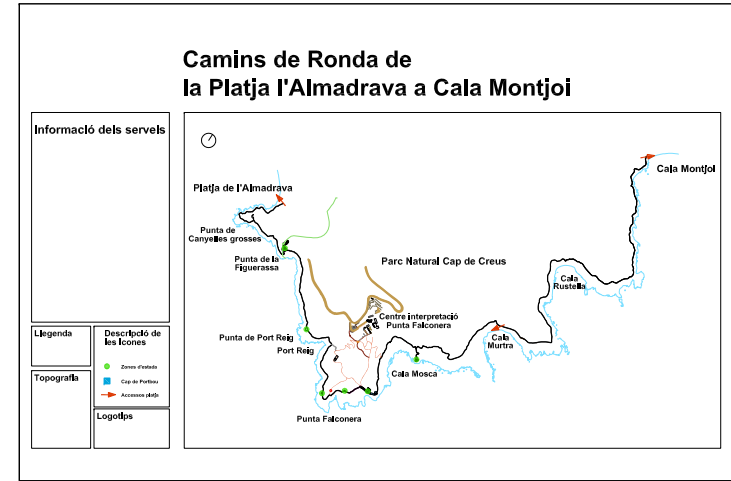 Camins de Ronda de
la Platja l'Almadrava a Cala Montjoi
Informació dels servels
Platja de l'Almadrava
Cala Montjol
Punta de
Canyelles grosses
Punta de la
Figuerassa
Parc Natural Cap de Creus
Cala
Rustella
Centre interpretació
Punta Falconera
Punta de Port Reig
Port Reig
Cala
Murtra
Cala Mosca
Punta Falconera
Llegenda
Topografia
Descripció de
les icones
Zones d'estada
Cap de Portbou
Accessos platja
Logotips